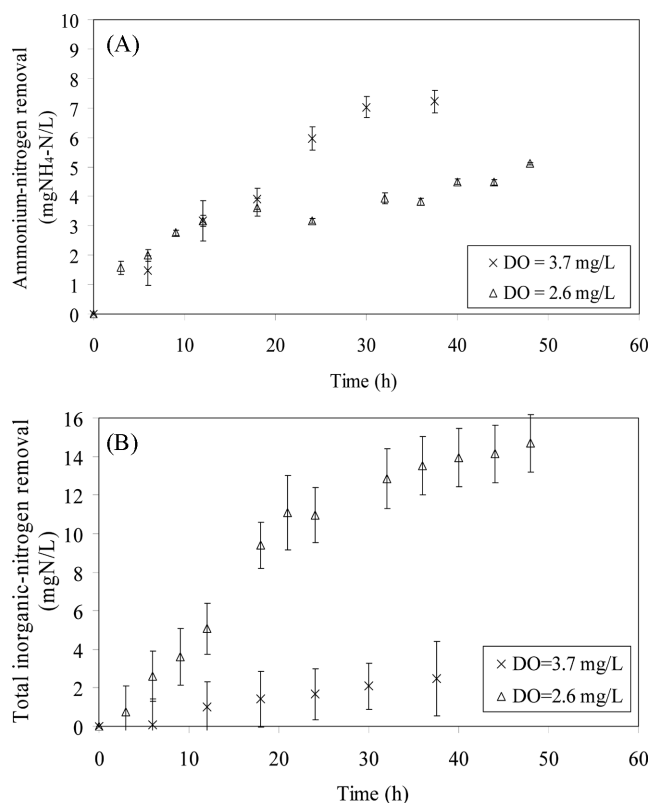 (A)
Ammonium-nitrogen removal
(mgNH₄-N/L)
10
9
8
7
6
5
4
3
2
1
0
× DO = 3.7 mg/L
△ DO = 2.6 mg/L
0 10 20 30 40 50 60
Time (h)
(B)
Total inorganic-nitrogen removal
(mgN/L)
16
14
12
10
8
6
4
2
0
× DO=3.7 mg/L
△ DO=2.6 mg/L
0 10 20 30 40 50 60
Time (h)